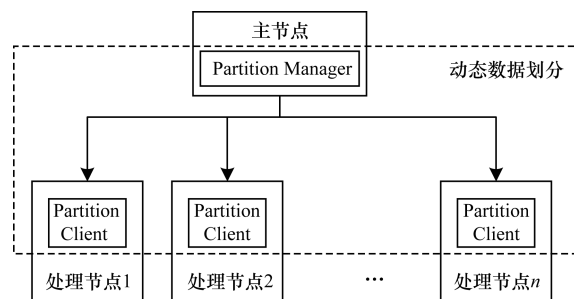 主节点
Partition Manager
动态数据划分
Partition
Client
Partition
Client
Partition
Client
处理节点1
处理节点2
...
处理节点n